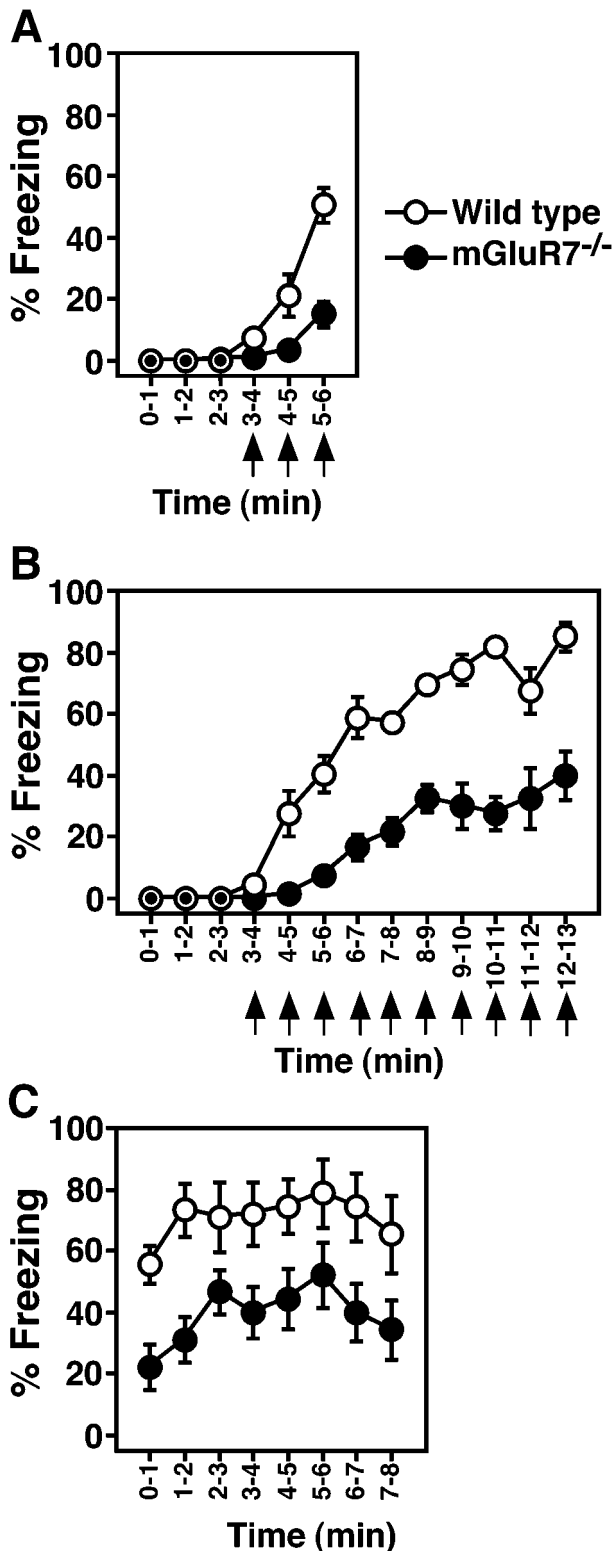 A
100
80
60
40
20
0
% Freezing
Wild type
mGluR7-/-
0-1 1-2 2-3 3-4 4-5 5-6
Time (min)
B
100
80
60
40
20
0
% Freezing
0-1 1-2 2-3 3-4 4-5 5-6 6-7 7-8 8-9 9-10 10-11 11-12 12-13
Time (min)
C
100
80
60
40
20
0
% Freezing
0-1 1-2 2-3 3-4 4-5 5-6 6-7 7-8
Time (min)